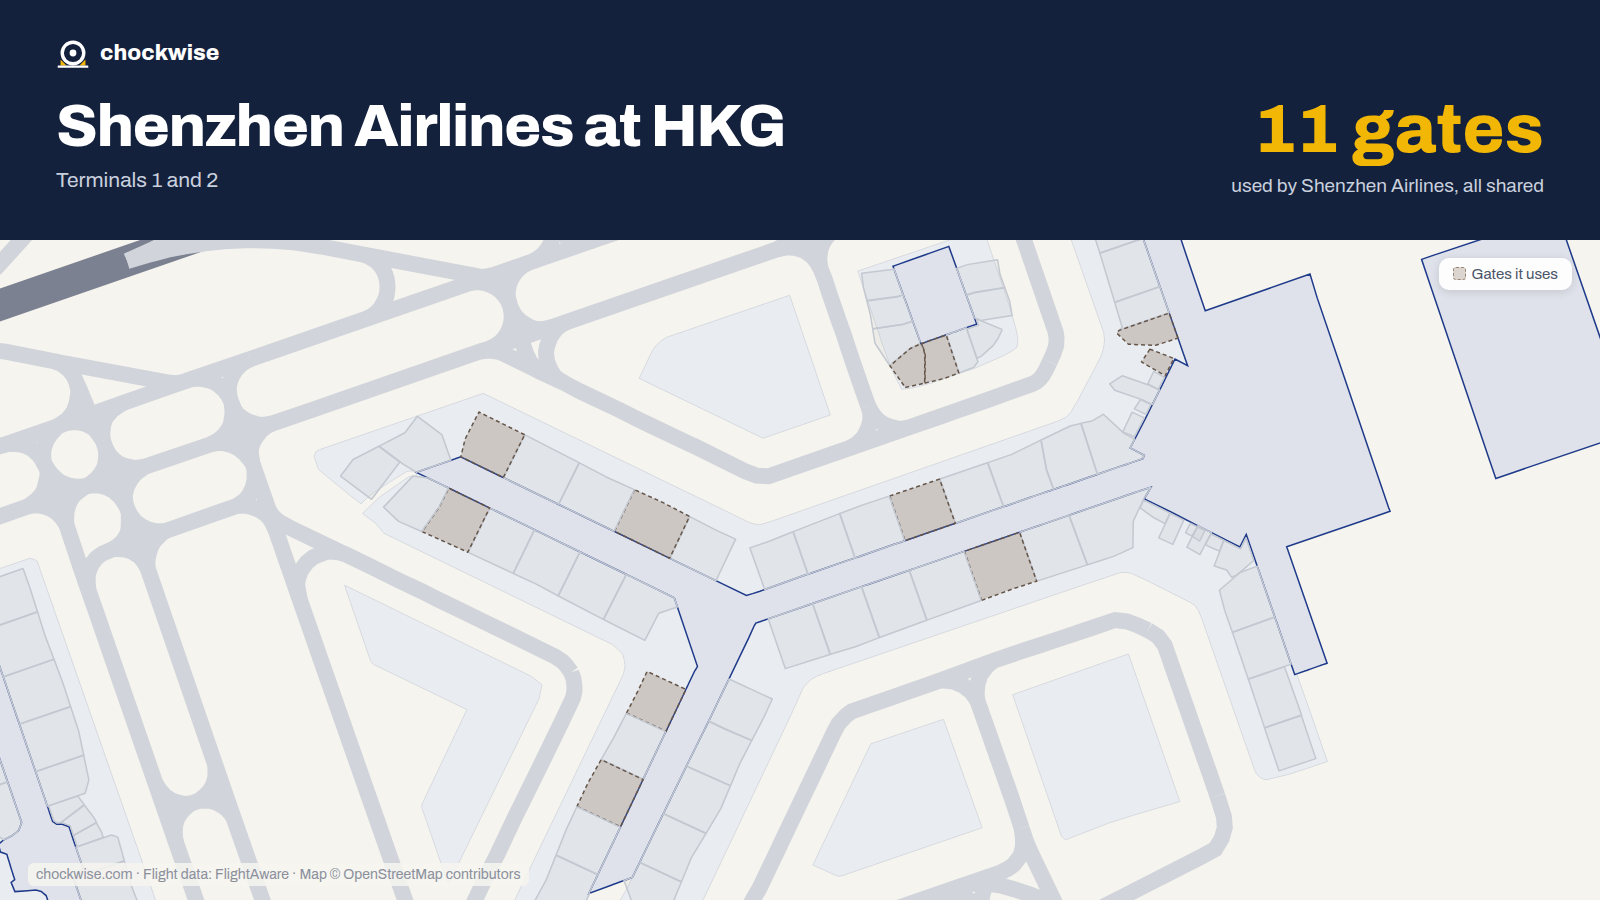 chockwise
Shenzhen Airlines at HKG
Terminals 1 and 2
11 gates
used by Shenzhen Airlines, all shared
Gates it uses
chockwise.com · Flight data: FlightAware · Map © OpenStreetMap contributors